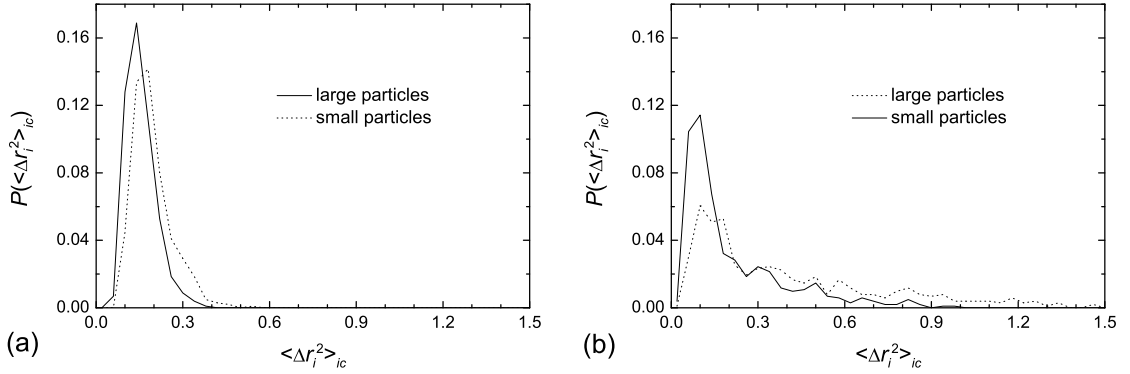 0.16
0.12
0.08
0.04
0.00
P(<Δr_i^2>_ic)
large particles
small particles
0.0 0.3 0.6 0.9 1.2 1.5
(a)
<Δr_i^2>_ic
0.16
0.12
0.08
0.04
0.00
P(<Δr_i^2>_ic)
large particles
small particles
0.0 0.3 0.6 0.9 1.2 1.5
(b)
<Δr_i^2>_ic